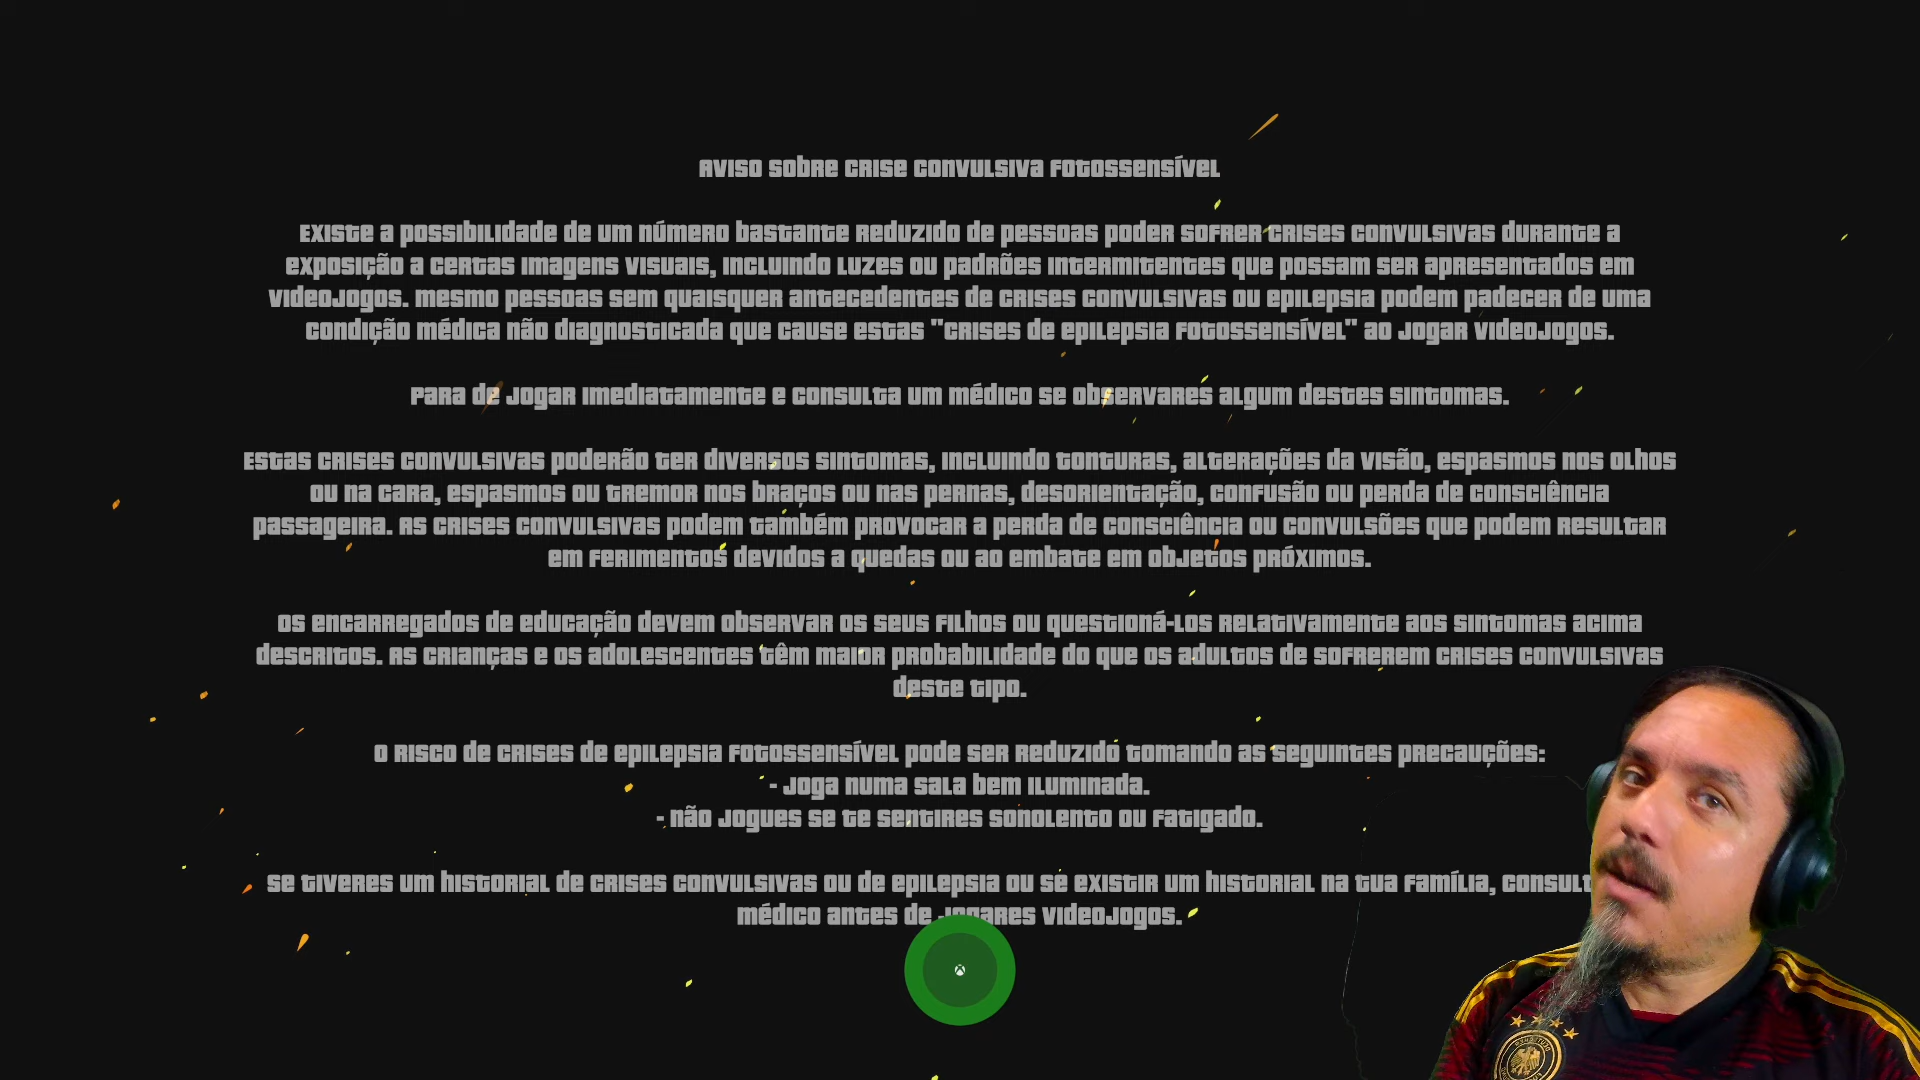 Aviso sobre crise convulsiva fotossensível
Existe a possibilidade de um número bastante reduzido de pessoas poder sofrer crises convulsivas durante a
exposição a certas imagens visuais, incluindo luzes ou padrões intermitentes que possam ser apresentados em
videojogos. Mesmo pessoas sem quaisquer antecedentes de crises convulsivas ou epilepsia podem padecer de uma
condição médica não diagnosticada que cause estas "crises de epilepsia fotossensível" ao jogar videojogos.
Para de jogar imediatamente e consulta um médico se observares algum destes sintomas.
Estas crises convulsivas poderão ter diversos sintomas, incluindo tonturas, alterações da visão, espasmos nos olhos
ou na cara, espasmos ou tremor nos braços ou nas pernas, desorientação, confusão ou perda de consciência
passageira. As crises convulsivas podem também provocar a perda de consciência ou convulsões que podem resultar
em ferimentos devidos a quedas ou ao embate em objetos próximos.
Os encarregados de educação devem observar os seus filhos ou questioná-los relativamente aos sintomas acima
descritos. As crianças e os adolescentes têm maior probabilidade do que os adultos de sofrerem crises convulsivas
deste tipo.
O risco de crises de epilepsia fotossensível pode ser reduzido tomando as seguintes precauções:
- Joga numa sala bem iluminada.
- Não jogues se te sentires sonolento ou fatigado.
Se tiveres um historial de crises convulsivas ou de epilepsia ou se existir um historial na tua família,
médico antes de jogares videojogos.